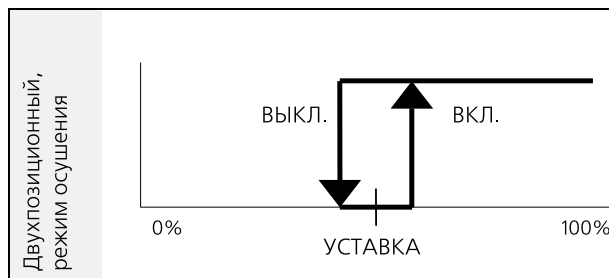 Двухпозиционный,
режим осушения
ВЫКЛ.
ВКЛ.
0%
100%
УСТАВКА